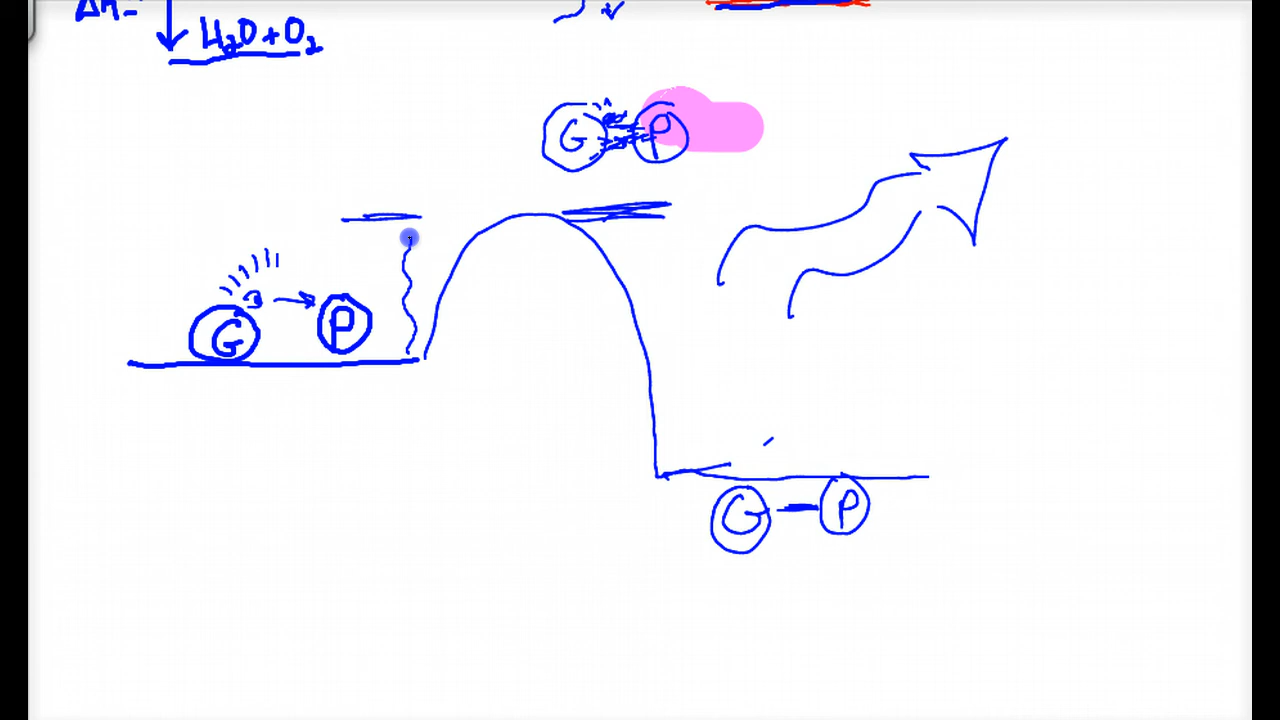 ΔH-
H2O + O2
G P
G P
G - P